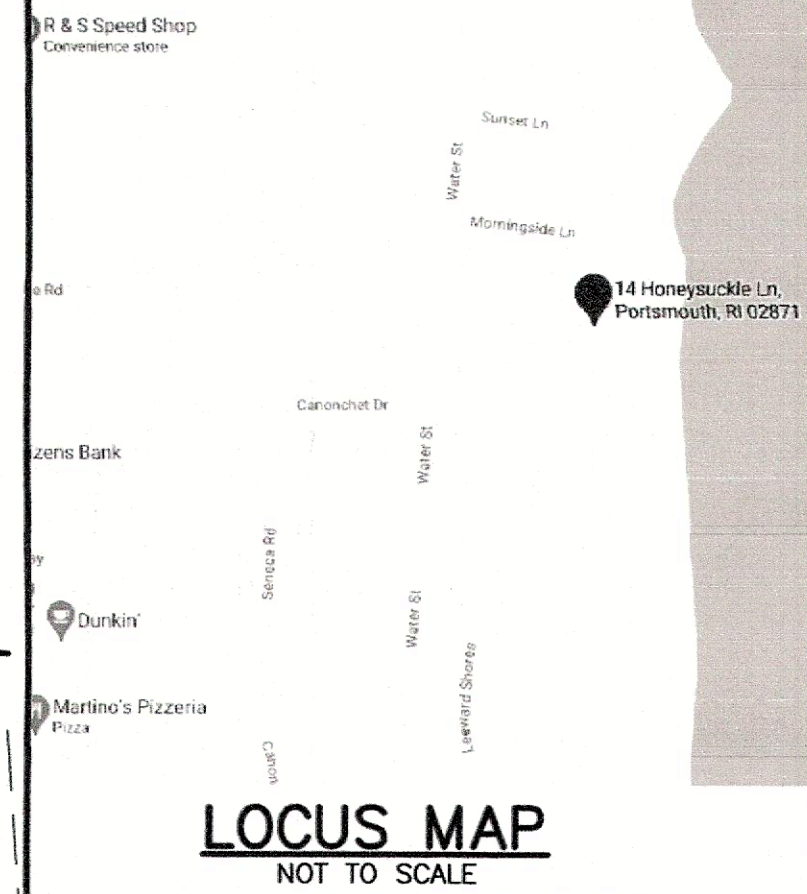 R & S Speed Shop
Convenience store
Sunset Ln
Water St
Morningside Ln
Rd
14 Honeysuckle Ln,
Portsmouth, RI 02871
Canonchet Dr
Water St
zens Bank
Seneca Rd
Water St
Dunkin'
Leeward Shores
Martino's Pizzeria
Pizza
Canon
LOCUS MAP
NOT TO SCALE